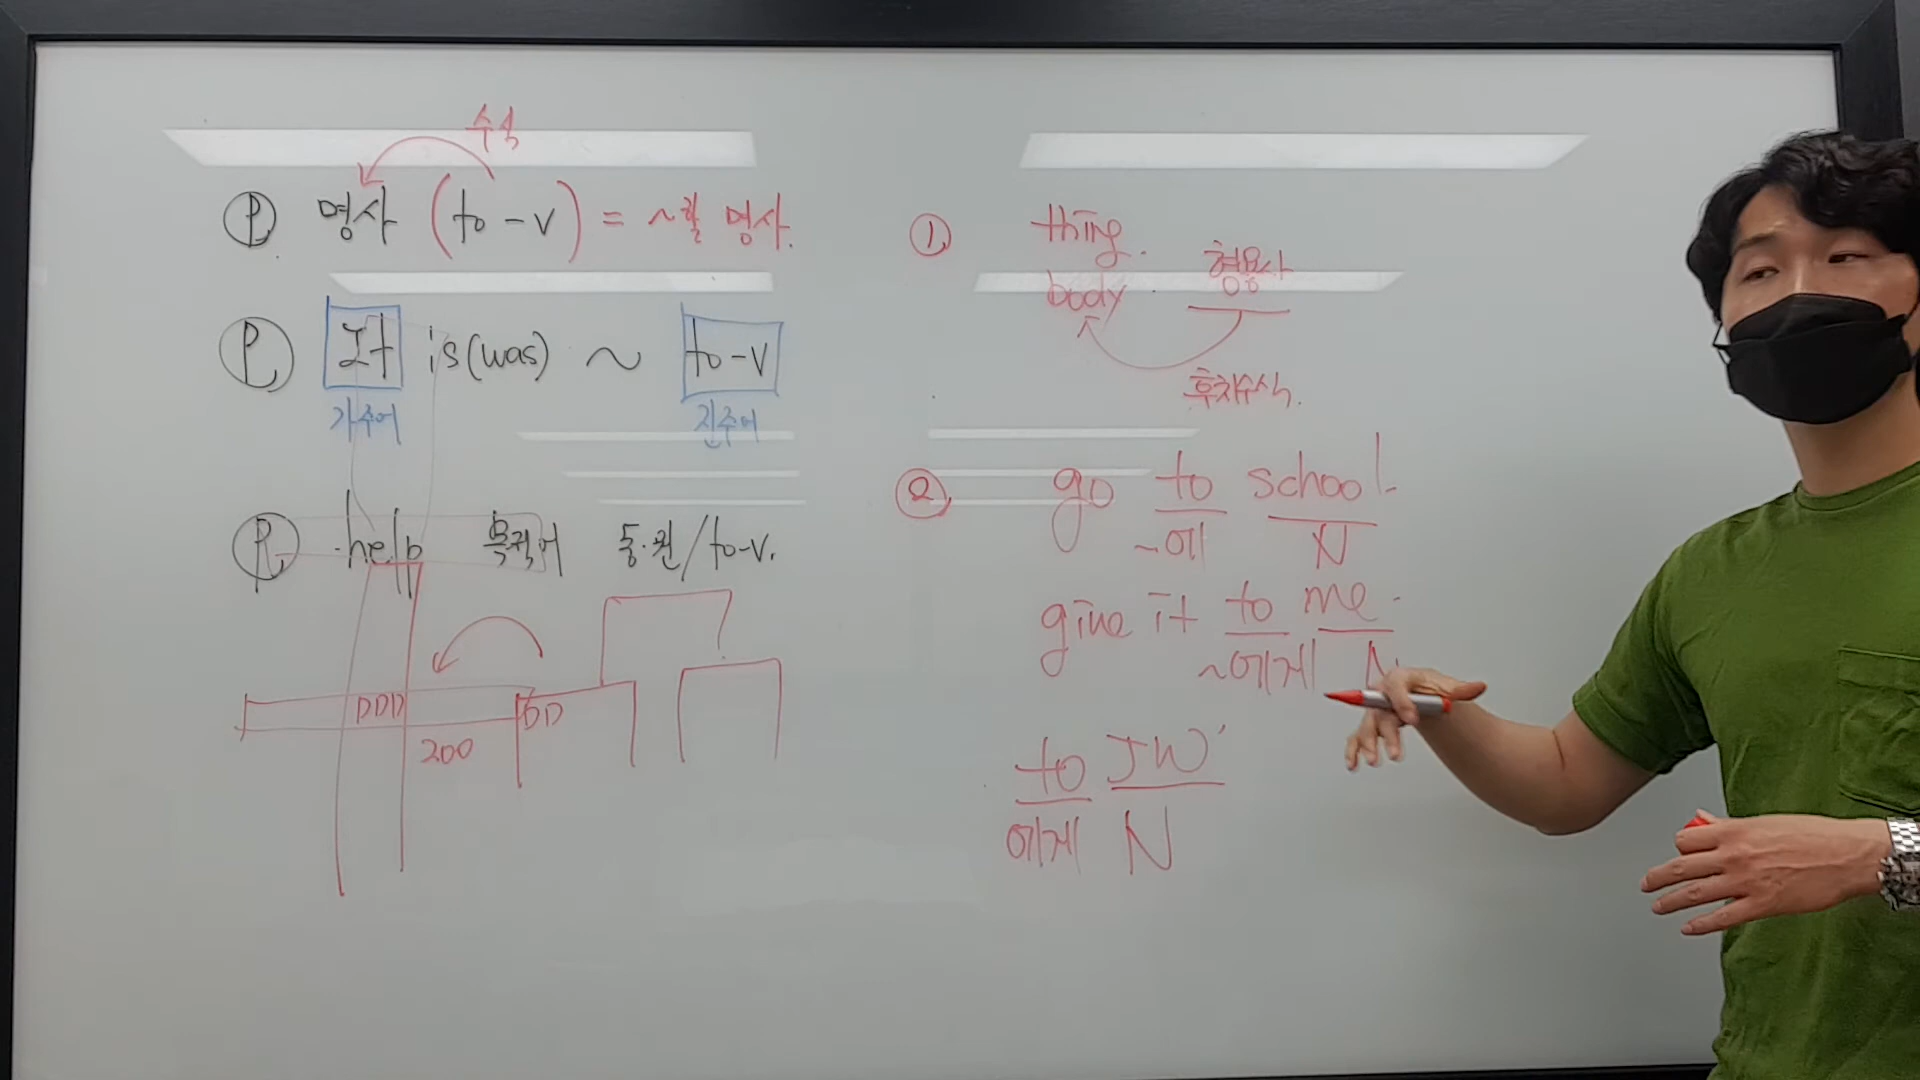 수식
Ⓟ 명사 (to-v) = ~할 명사.
Ⓟ It is(was) ~ to-v
가주어 진주어
Ⓟ help 목적어 동.원/to-v.
DDD DD
200
① thing.
body 형용사
후치수식.
② go to school.
~에 N
give it to me.
~에게 N
to JW
에게 N